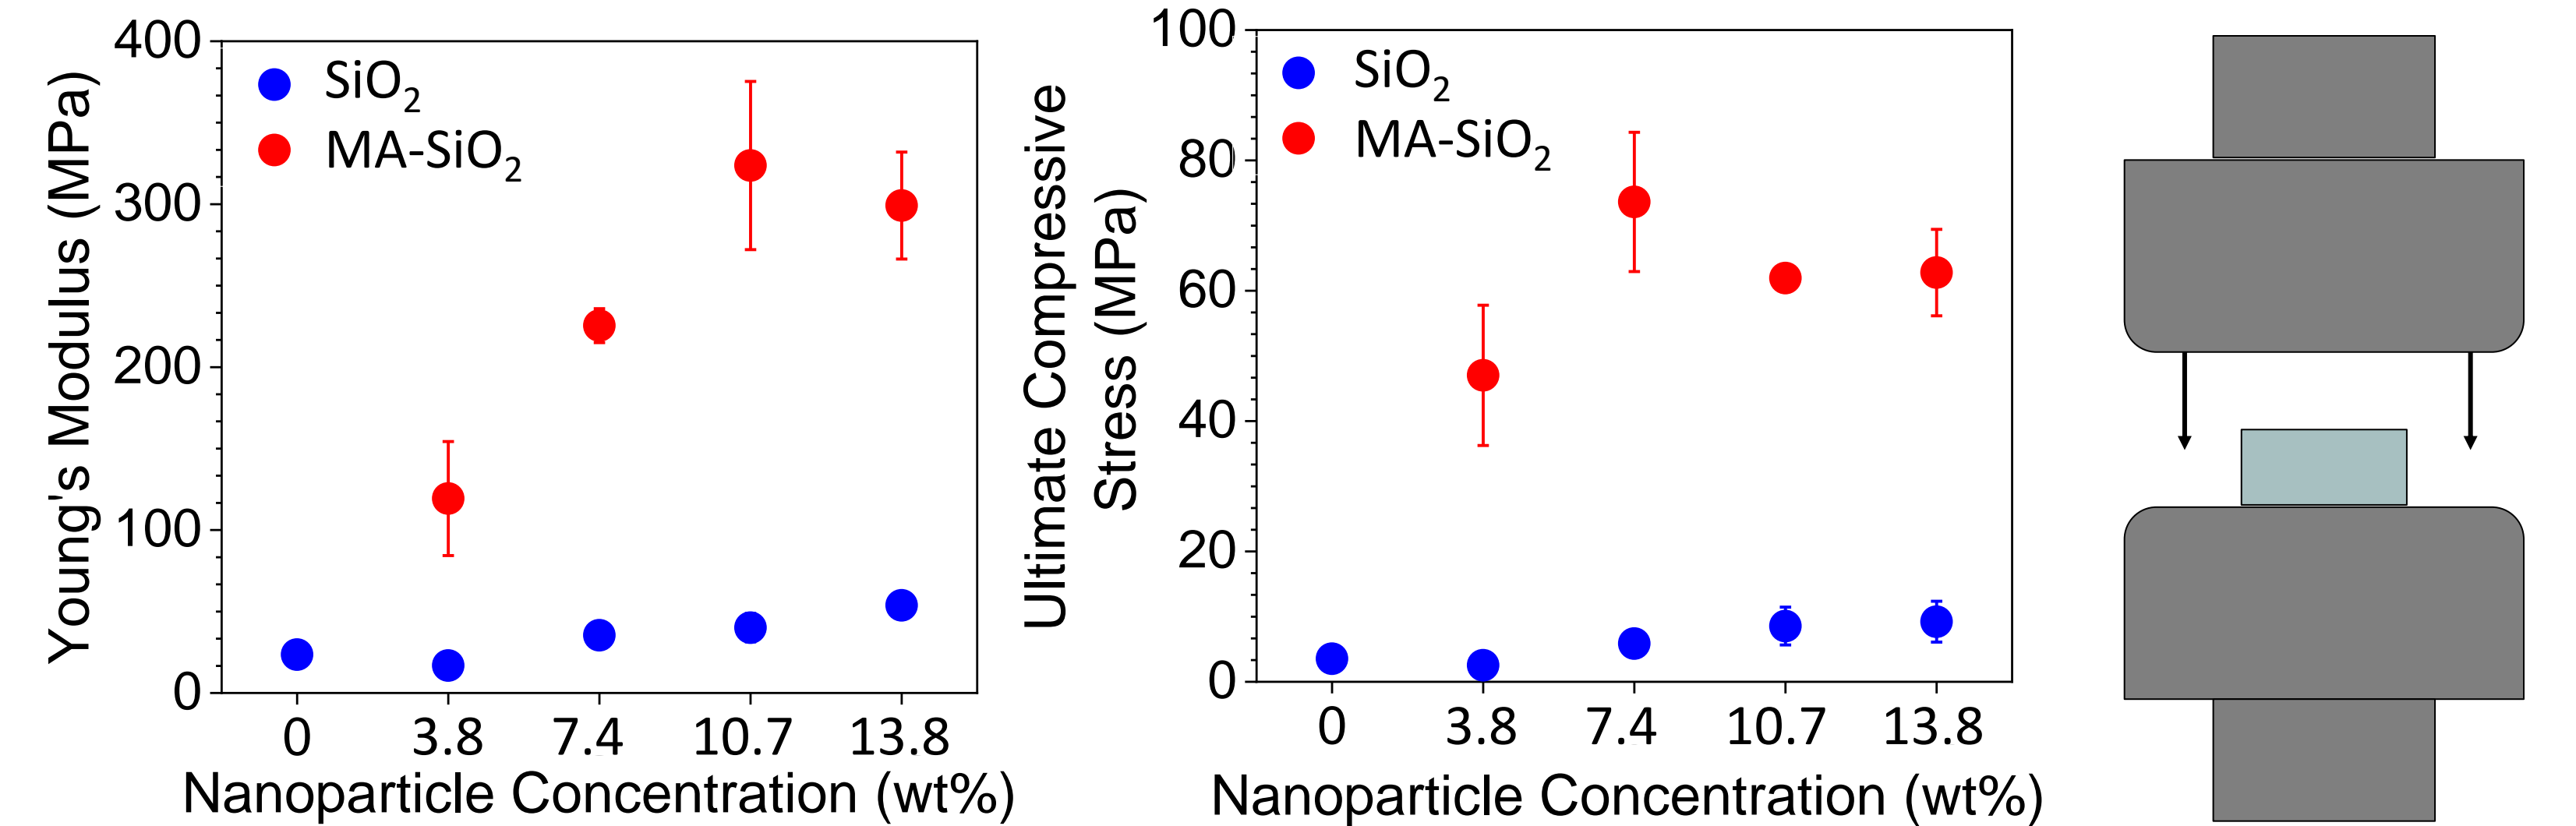 Young's Modulus (MPa)
400
300
200
100
0
SiO₂
MA-SiO₂
0 3.8 7.4 10.7 13.8
Nanoparticle Concentration (wt%)
Ultimate Compressive
Stress (MPa)
100
80
60
40
20
0
SiO₂
MA-SiO₂
0 3.8 7.4 10.7 13.8
Nanoparticle Concentration (wt%)